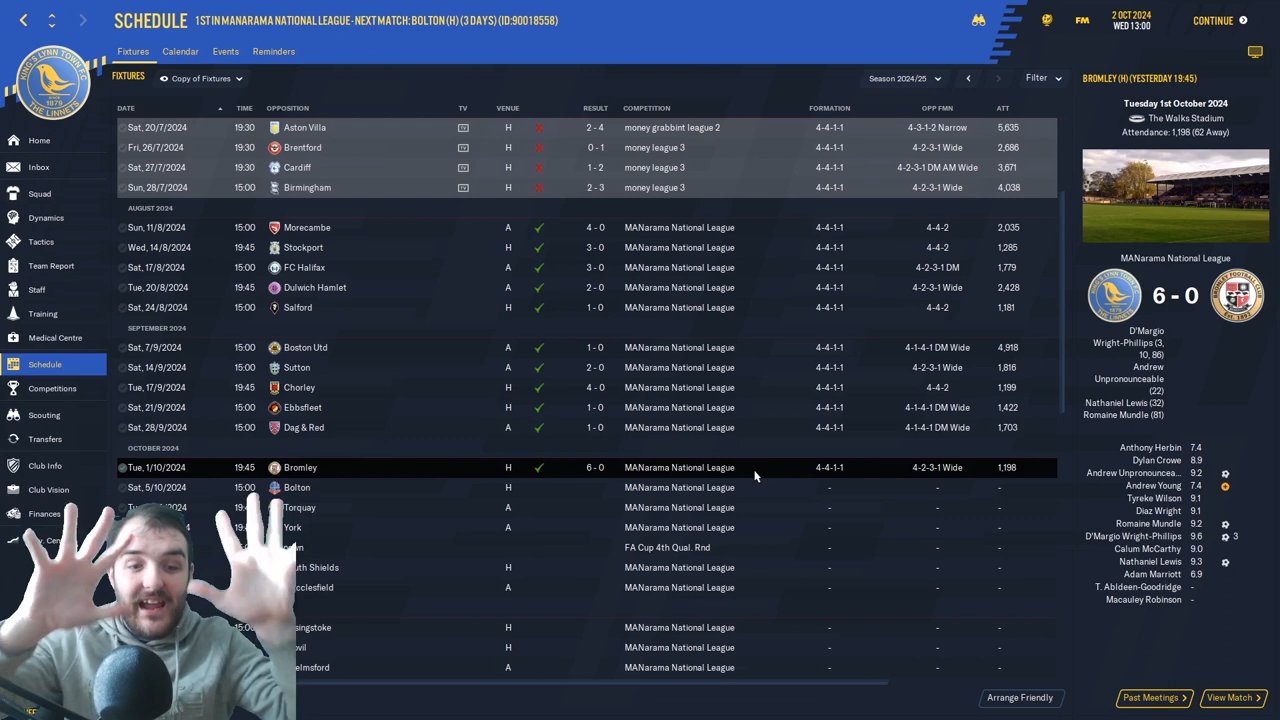 SCHEDULE 1ST IN MANARAMA NATIONAL LEAGUE - NEXT MATCH: BOLTON (H) (3 DAYS) (ID:90018558)
FM
2 OCT 2024
WED 13:00
CONTINUE
Fixtures Calendar Events Reminders
FIXTURES Copy of Fixtures Season 2024/25 Filter
DATE TIME OPPOSITION TV VENUE RESULT COMPETITION FORMATION OPP FMN ATT
Sat, 20/7/2024 19:30 Aston Villa TV H 2 - 4 money grabbint league 2 4-4-1-1 4-3-1-2 Narrow 5,635
Fri, 26/7/2024 19:30 Brentford TV H 0 - 1 money league 3 4-4-1-1 4-2-3-1 Wide 2,686
Sat, 27/7/2024 19:30 Cardiff TV H 1 - 2 money league 3 4-4-1-1 4-2-3-1 DM AM Wide 3,671
Sun, 28/7/2024 15:00 Birmingham TV H 2 - 3 money league 3 4-4-1-1 4-2-3-1 Wide 4,038
AUGUST 2024
Sun, 11/8/2024 15:00 Morecambe A 4 - 0 MANarama National League 4-4-1-1 4-4-2 2,035
Wed, 14/8/2024 19:45 Stockport H 3 - 0 MANarama National League 4-4-1-1 4-4-2 1,285
Sat, 17/8/2024 15:00 FC Halifax A 3 - 0 MANarama National League 4-4-1-1 4-2-3-1 DM 1,779
Tue, 20/8/2024 19:45 Dulwich Hamlet A 2 - 0 MANarama National League 4-4-1-1 4-2-3-1 Wide 2,428
Sat, 24/8/2024 15:00 Salford H 1 - 0 MANarama National League 4-4-1-1 4-4-2 1,181
SEPTEMBER 2024
Sat, 7/9/2024 15:00 Boston Utd A 1 - 0 MANarama National League 4-4-1-1 4-1-4-1 DM Wide 4,918
Sat, 14/9/2024 15:00 Sutton A 2 - 0 MANarama National League 4-4-1-1 4-2-3-1 Wide 1,816
Tue, 17/9/2024 19:45 Chorley H 4 - 0 MANarama National League 4-4-1-1 4-4-2 1,199
Sat, 21/9/2024 15:00 Ebbsfleet H 1 - 0 MANarama National League 4-4-1-1 4-1-4-1 DM Wide 1,422
Sat, 28/9/2024 15:00 Dag & Red A 1 - 0 MANarama National League 4-4-1-1 4-1-4-1 DM Wide 1,703
OCTOBER 2024
Tue, 1/10/2024 19:45 Bromley H 6 - 0 MANarama National League 4-4-1-1 4-2-3-1 Wide 1,198
Sat, 5/10/2024 15:00 Bolton H MANarama National League - - -
Torquay A MANarama National League - - -
York A MANarama National League - - -
FA Cup 4th Qual. Rnd - - -
uth Shields H MANarama National League - - -
cclesfield A MANarama National League - - -
singstoke H MANarama National League - - -
H MANarama National League - - -
elmsford A MANarama National League - - -
Arrange Friendly
Home
Inbox
Squad
Dynamics
Tactics
Team Report
Staff
Training
Medical Centre
Schedule
Competitions
Scouting
Transfers
Club Info
Club Vision
Finances
BROMLEY (H) (YESTERDAY 19:45)
Tuesday 1st October 2024
The Walks Stadium
Attendance: 1,198 (62 Away)
MANarama National League
6 - 0
D'Margio
Wright-Phillips (3,
10, 86)
Andrew
Unpronounceable
(22)
Nathaniel Lewis (32)
Romaine Mundle (81)
Anthony Herbin 7.4
Dylan Crowe 8.9
Andrew Unpronouncea... 9.2
Andrew Young 7.4
Tyreke Wilson 9.1
Diaz Wright 9.1
Romaine Mundle 9.2
D'Margio Wright-Phillips 9.6 3
Calum McCarthy 9.0
Nathaniel Lewis 9.3
Adam Marriott 6.9
T. Abldeen-Goodridge -
Macauley Robinson -
Past Meetings View Match